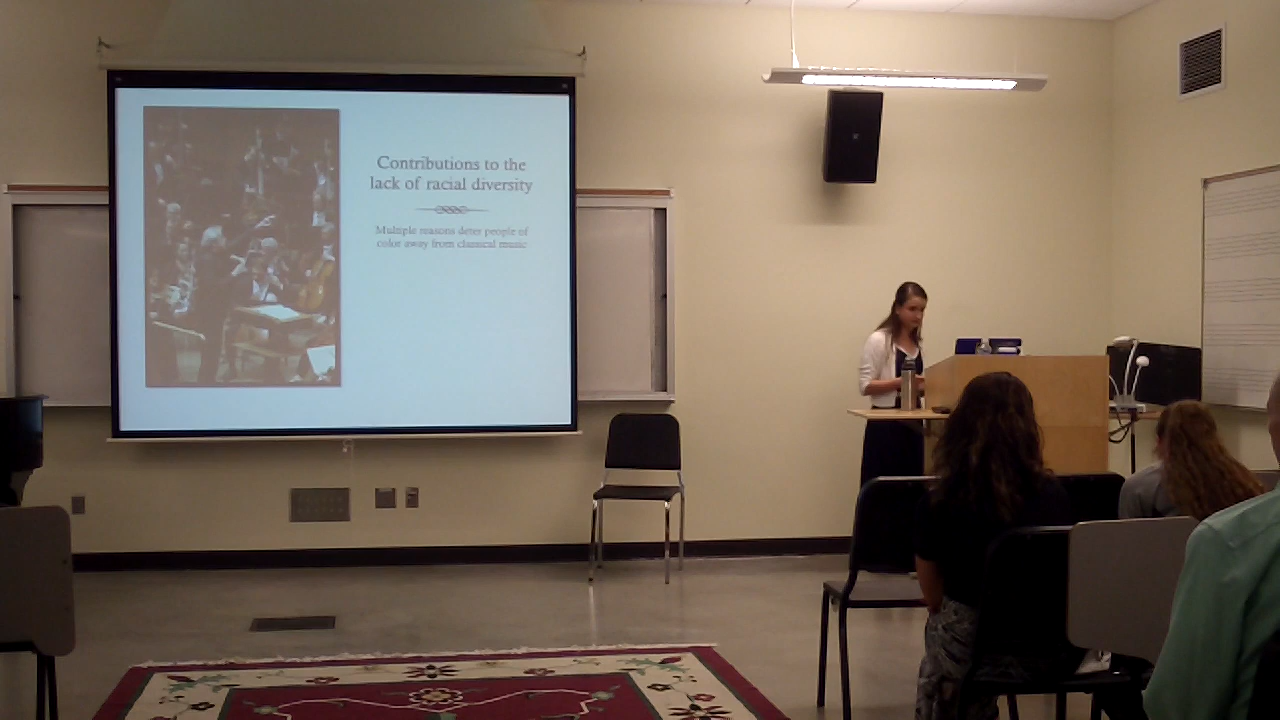 Contributions to the
lack of racial diversity
Multiple reasons deter people of
color away from classical music